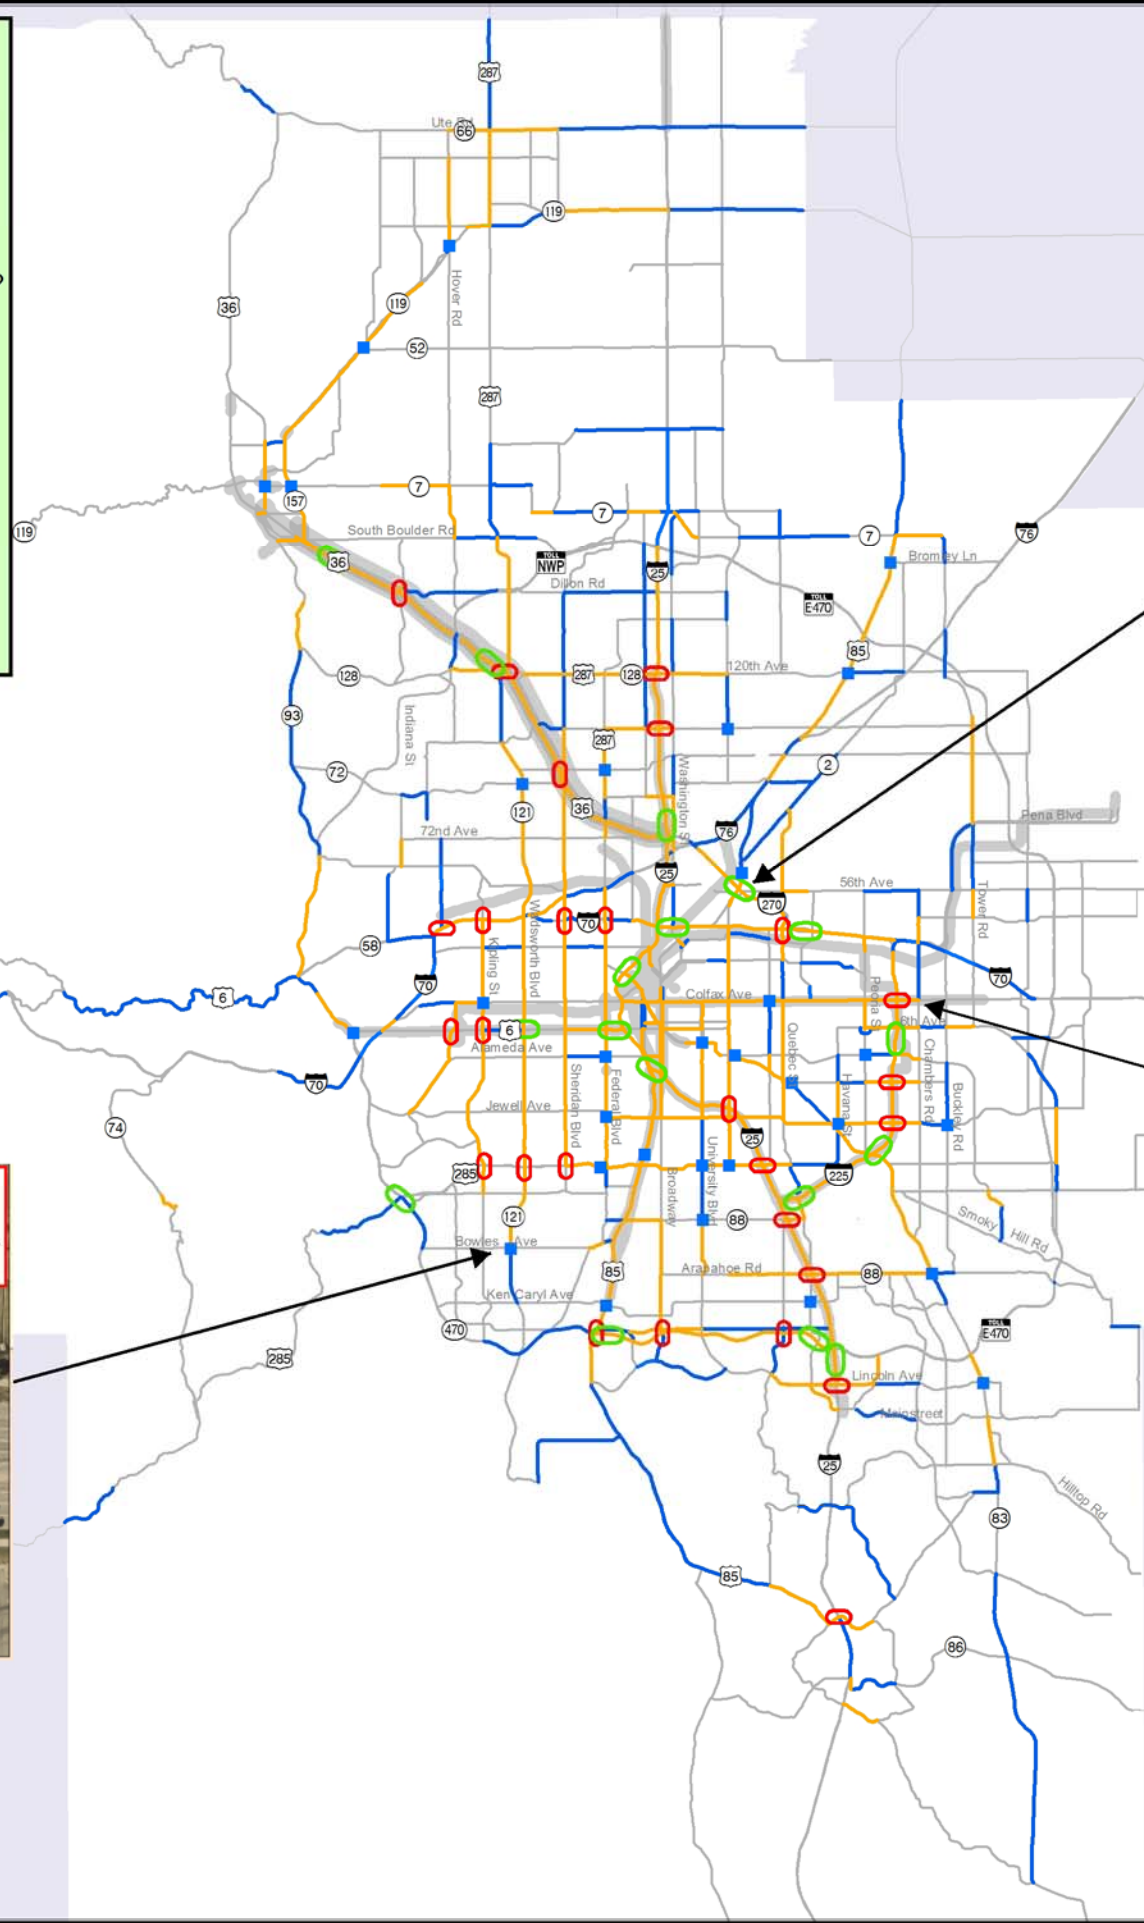 287
Ute Rd
66
119
36
119
Hover Rd
52
287
7
157
7
119
South Boulder Rd
7
76
Bromley Ln
36
TOLL
NWP
25
Dillon Rd
TOLL
E-470
85
120th Ave
128
287
128
93
Indiana St
287
72
2
Washington St
36
121
72nd Ave
76
Pena Blvd
25
56th Ave
270
Tower Rd
Wadsworth Blvd
70
58
Kipling St
70
70
6
Colfax Ave
Peoria St
6th Ave
6
Alameda Ave
Quebec St
Chambers Rd
70
Sheridan Blvd
Federal Blvd
Havana St
Buckley Rd
Jewell Ave
74
25
University Blvd
285
Broadway
225
121
88
Smoky Hill Rd
Bowles Ave
85
Arapahoe Rd
88
Ken Caryl Ave
470
TOLL
E-470
285
Lincoln Ave
Mainstreet
25
Hilltop Rd
83
85
86